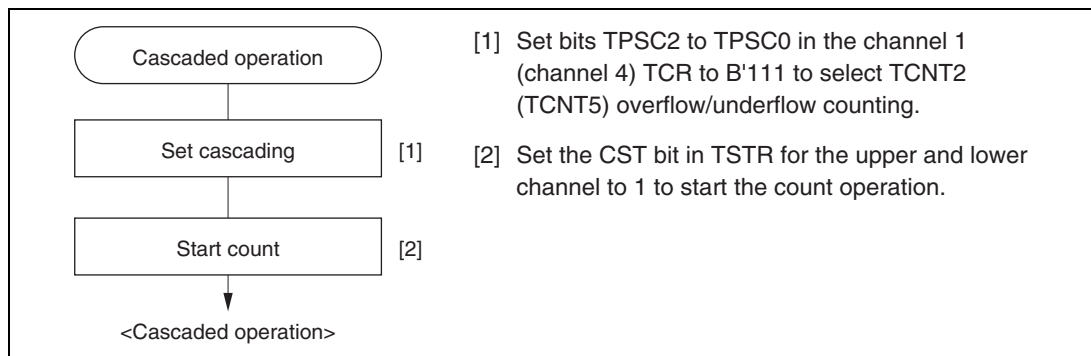 Cascaded operation
Set cascading [1]
Start count [2]
<Cascaded operation>
[1] Set bits TPSC2 to TPSC0 in the channel 1
(channel 4) TCR to B'111 to select TCNT2
(TCNT5) overflow/underflow counting.
[2] Set the CST bit in TSTR for the upper and lower
channel to 1 to start the count operation.